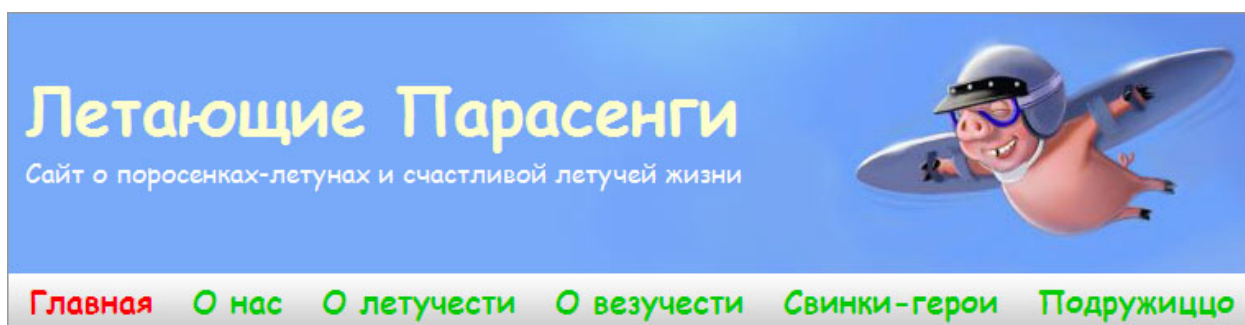 Летающие Парасенги
Сайт о поросенках-летунах и счастливой летучей жизни
Главная О нас О летучести О везучести Свинки-герои Подружиццо